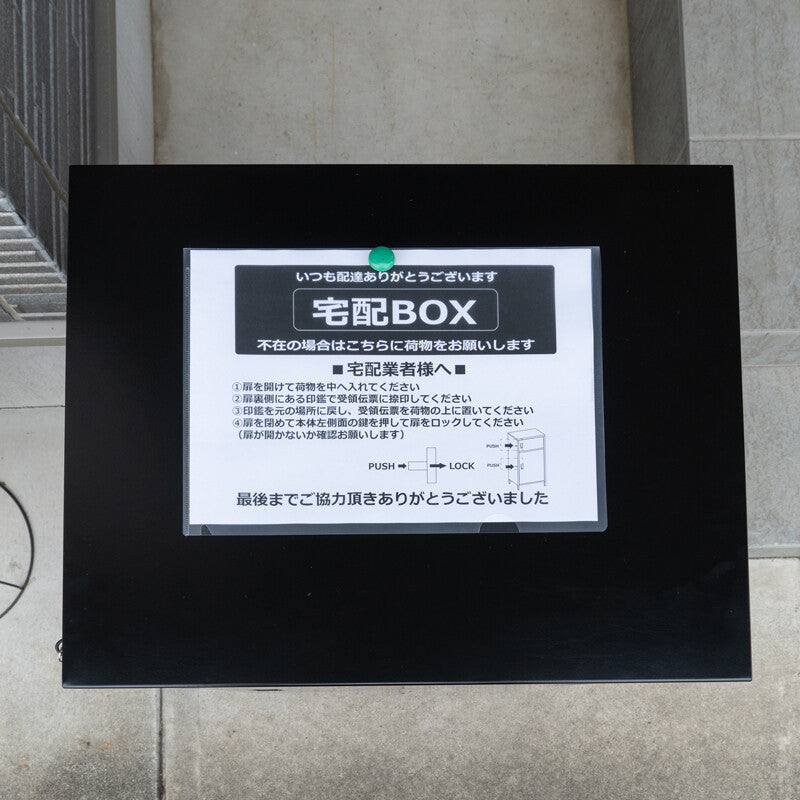 いつも配達ありがとうございます
宅配BOX
不在の場合はこちらに荷物をお願いします
■宅配業者様へ■
①扉を開けて荷物を中へ入れてください
②扉裏側にある印鑑で受領伝票に捺印してください
③印鑑を元の場所に戻し、受領伝票を荷物の上に置いてください
④扉を閉めて本体左側面の鍵を押して扉をロックしてください
（扉が開かないか確認お願いします）
PUSH
PUSH
PUSH LOCK
最後までご協力頂きありがとうございました